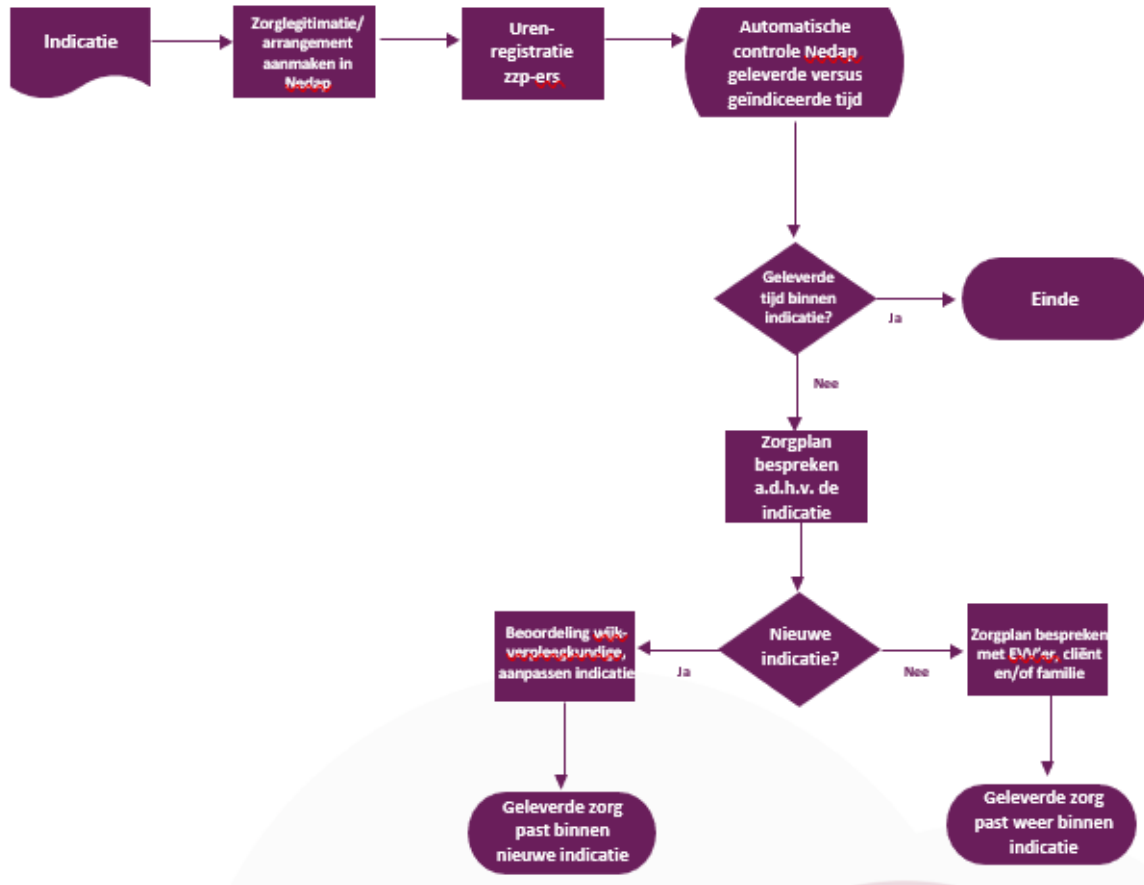 Indicatie
Zorglegitimatie/
arrangement
aanmaken in
Nedap
Uren-
registratie
zzp-ers
Automatische
controle Nedap
geleverde versus
geïndiceerde tijd
Geleverde
tijd binnen
indicatie?
Ja
Einde
Nee
Zorgplan
bespreken
a.d.h.v. de
indicatie
Nieuwe
indicatie?
Ja
Nee
Beoordeling wijk-
verpleegkundige,
aanpassen indicatie
Zorgplan bespreken
met EVV'er, cliënt
en/of familie
Geleverde zorg
past binnen
nieuwe indicatie
Geleverde zorg
past weer binnen
indicatie